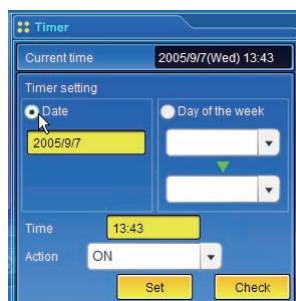 Timer
Current time 2005/9/7(Wed) 13:43
Timer setting
Date Day of the week
2005/9/7
Time 13:43
Action ON
Set Check